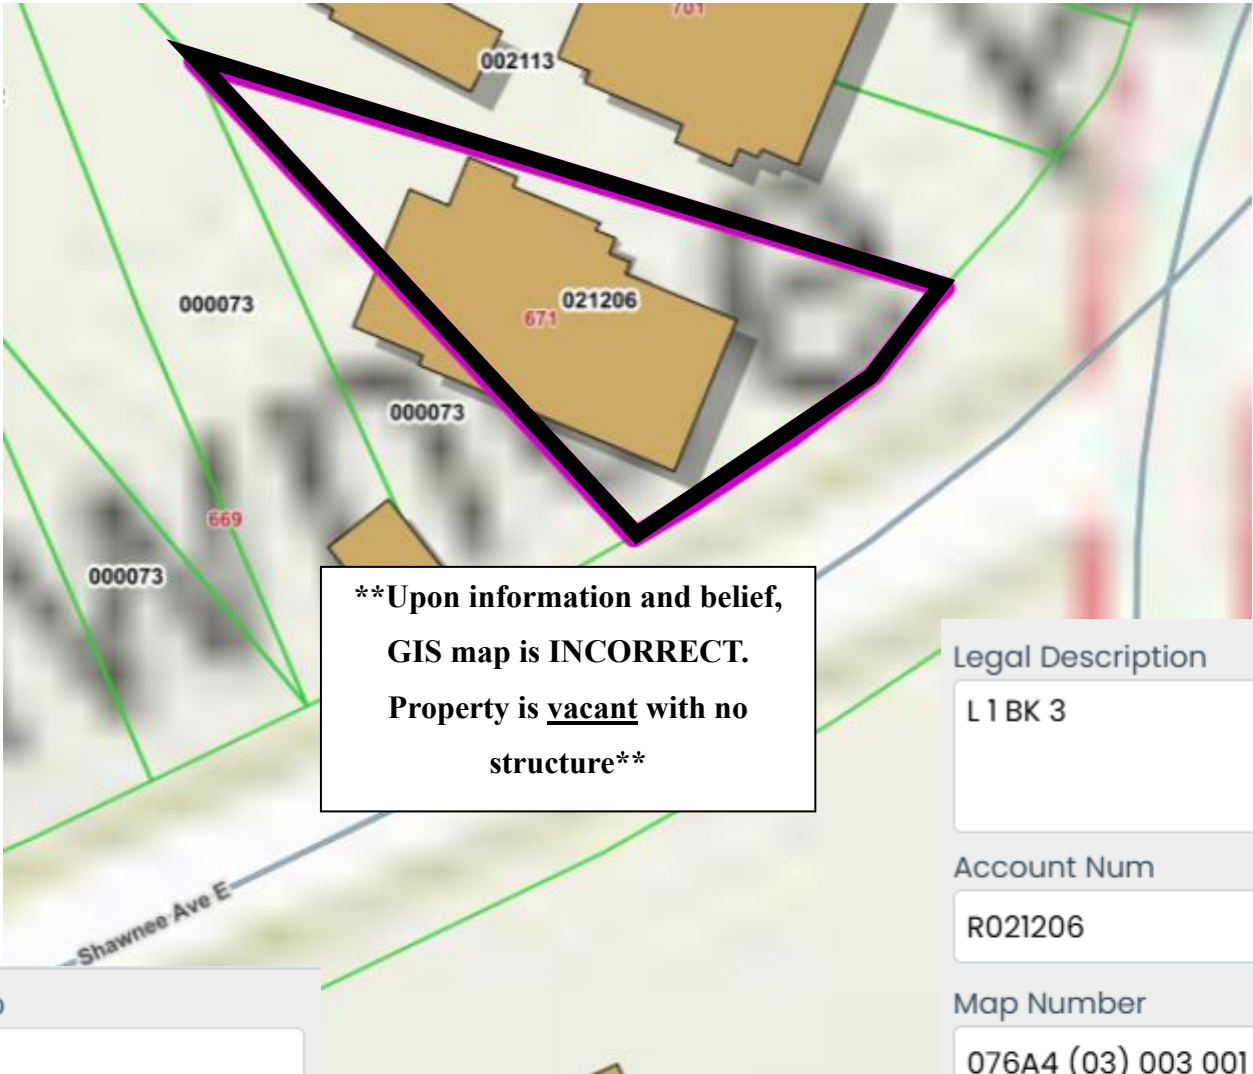 701
002113
000073
021206
671
000073
669
000073
**Upon information and belief,
GIS map is INCORRECT.
Property is vacant with no
structure**
Legal Description
L 1 BK 3
Account Num
R021206
Map Number
076A4 (03) 003 001
Shawnee Ave E